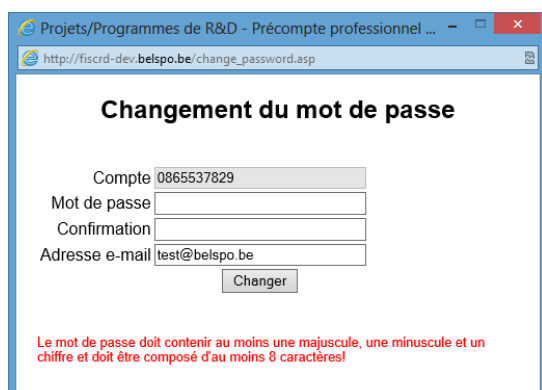 Projets/Programmes de R&D - Précompte professionnel ...
http://fiscrd-dev.belspo.be/change_password.asp
Changement du mot de passe
Compte 0865537829
Mot de passe
Confirmation
Adresse e-mail test@belspo.be
Changer
Le mot de passe doit contenir au moins une majuscule, une minuscule et un
chiffre et doit être composé d'au moins 8 caractères!